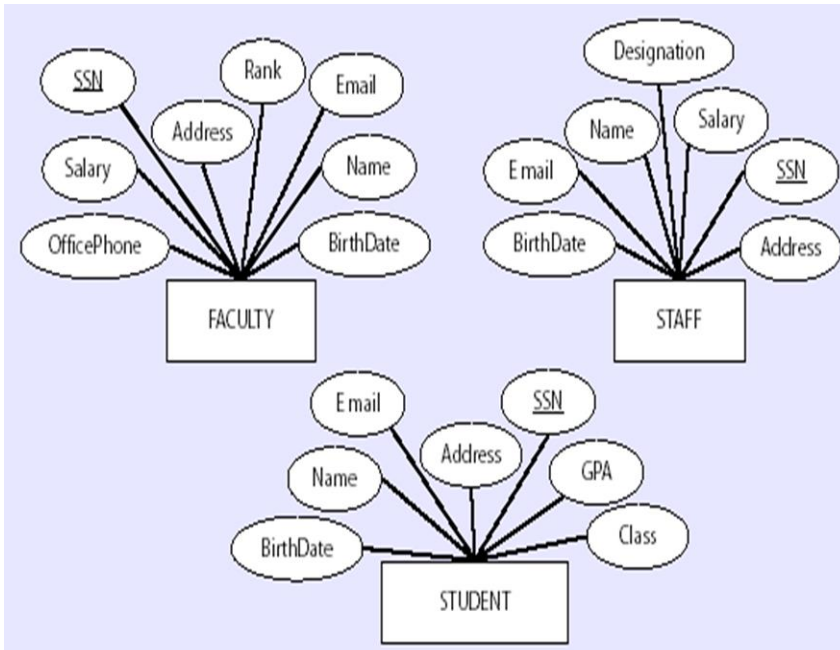 SSN
Rank
Email
Address
Salary
Name
OfficePhone
BirthDate
FACULTY
Designation
Name
Salary
Email
SSN
BirthDate
Address
STAFF
Email
SSN
Address
Name
GPA
BirthDate
Class
STUDENT